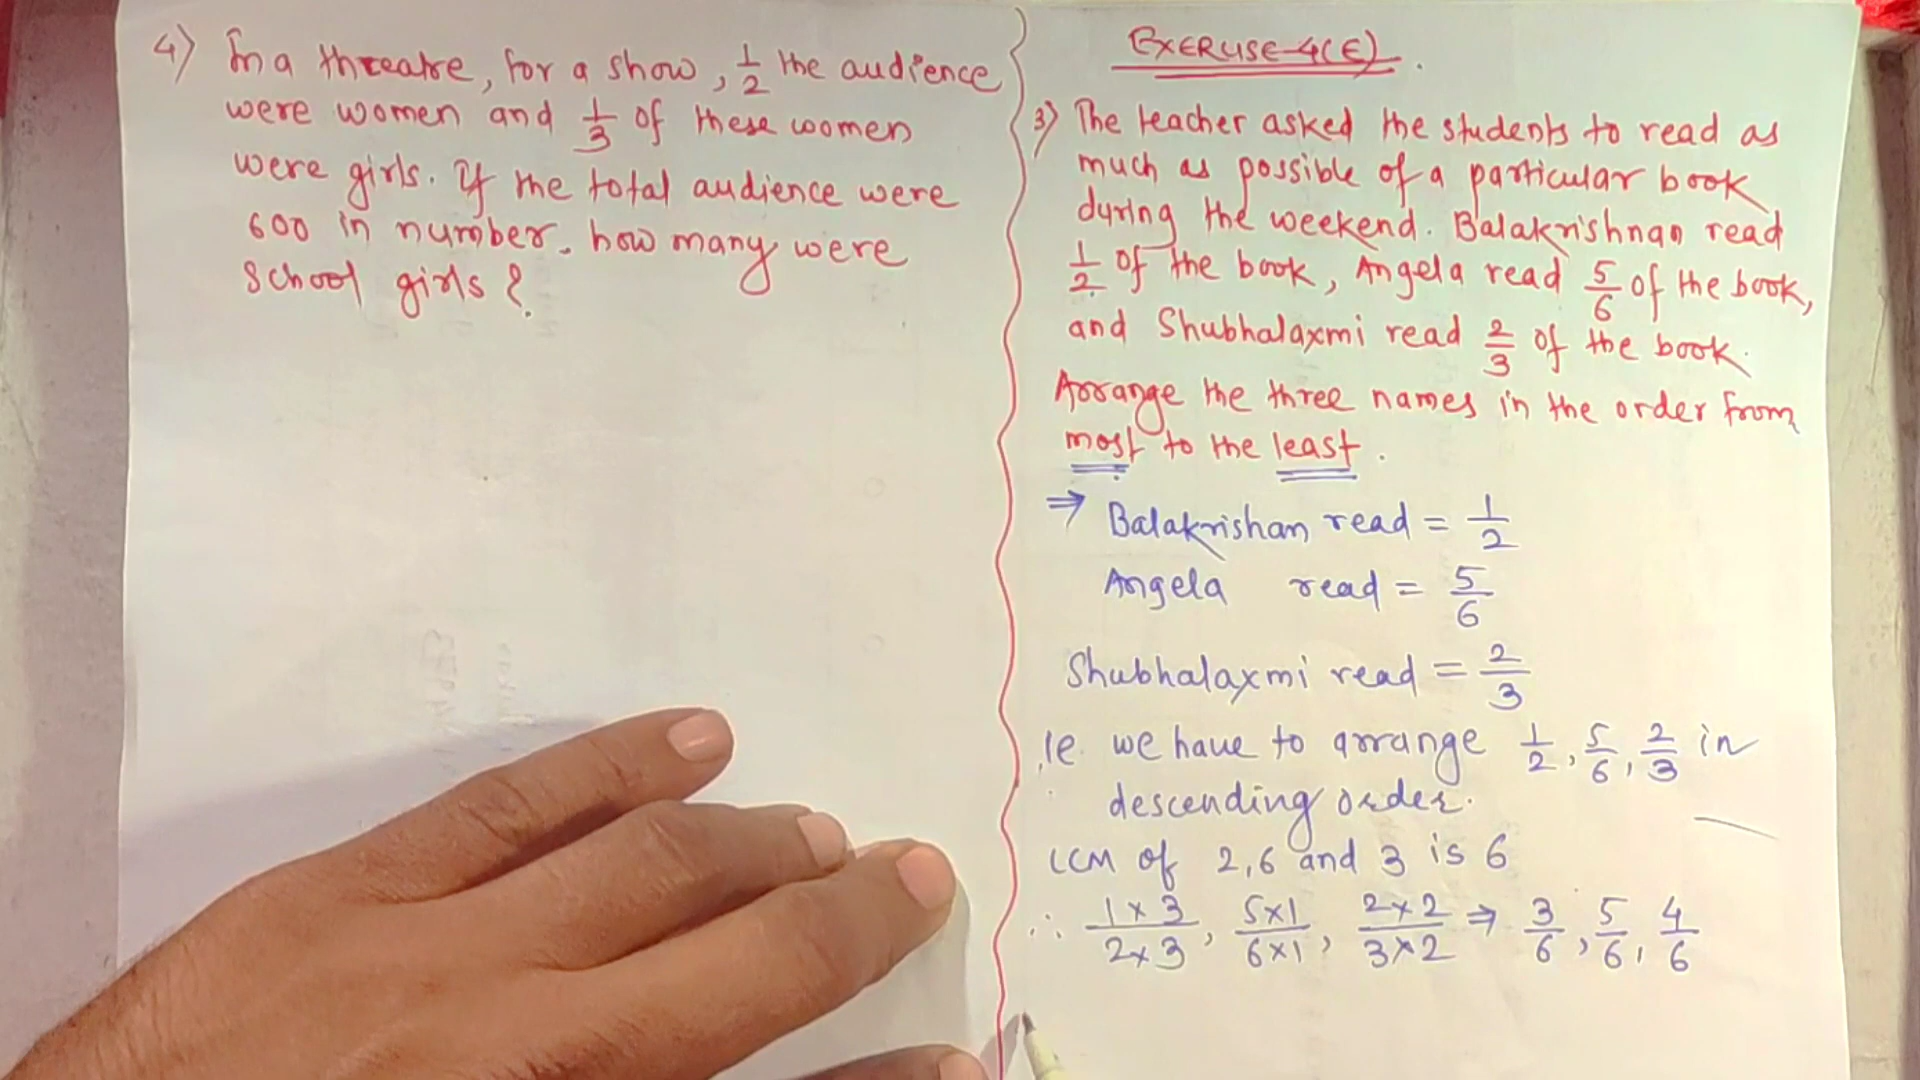 4) In a threatre, for a show, 1/2 the audience
were women and 1/3 of these women
were girls. If the total audience were
600 in number. how many were
School girls ?
EXERCISE-4(E).
3) The teacher asked the students to read as
much as possible of a particular book
during the weekend. Balakrishnan read
1/2 of the book, Angela read 5/6 of the book,
and Shubhalaxmi read 2/3 of the book.
Arrange the three names in the order from
most to the least.
⇒ Balakrishan read = 1/2
Angela read = 5/6
Shubhalaxmi read = 2/3
ie. we have to arrange 1/2, 5/6, 2/3 in
descending order.
LCM of 2,6 and 3 is 6
∴ 1×3/2×3, 5×1/6×1, 2×2/3×2 ⇒ 3/6, 5/6, 4/6